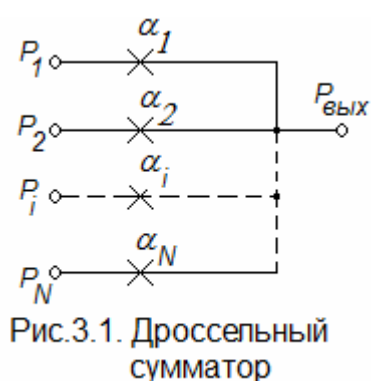 α1
P1
Pвых
α2
P2
αi
Pi
αN
PN
Рис.3.1. Дроссельный
сумматор